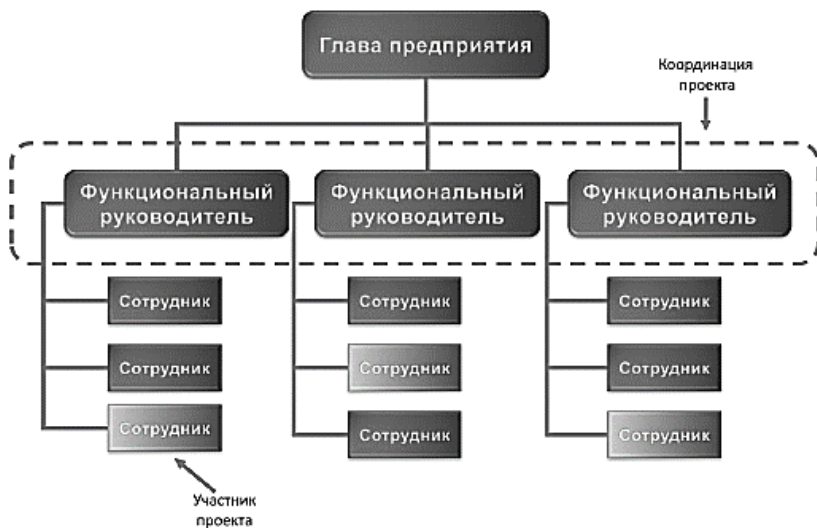 Глава предприятия
Координация
проекта
Функциональный
руководитель
Функциональный
руководитель
Функциональный
руководитель
Сотрудник
Сотрудник
Сотрудник
Сотрудник
Сотрудник
Сотрудник
Сотрудник
Сотрудник
Сотрудник
Участник
проекта